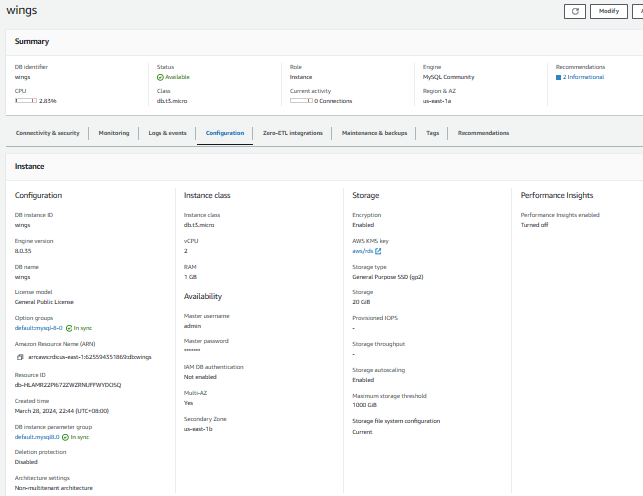 wings
Modify
Summary
DB identifier
wings
Status
Available
Role
Instance
Engine
MySQL Community
Recommendations
2 Informational
CPU
2.83%
Class
db.t3.micro
Current activity
0 Connections
Region & AZ
us-east-1a
Connectivity & security
Monitoring
Logs & events
Configuration
Zero-ETL integrations
Maintenance & backups
Tags
Recommendations
Instance
Configuration
DB instance ID
wings
Engine version
8.0.35
DB name
wings
License model
General Public License
Option groups
default:mysql-8-0 In sync
Amazon Resource Name (ARN)
arn:aws:rds:us-east-1:625594351869:db:wings
Resource ID
Created time
March 28, 2024, 22:44 (UTC+08:00)
DB instance parameter group
default.mysql8.0 In sync
Deletion protection
Disabled
Architecture settings
Non-multitenant architecture
Instance class
Instance class
db.t3.micro
vCPU
2
RAM
1 GB
Availability
Master username
admin
Master password
*******
IAM DB authentication
Not enabled
Multi-AZ
Yes
Secondary Zone
us-east-1b
Storage
Encryption
Enabled
AWS KMS key
aws/rds
Storage type
General Purpose SSD (gp2)
Storage
20 GiB
Provisioned IOPS
-
Storage throughput
-
Storage autoscaling
Enabled
Maximum storage threshold
1000 GiB
Storage file system configuration
Current
Performance Insights
Performance Insights enabled
Turned off